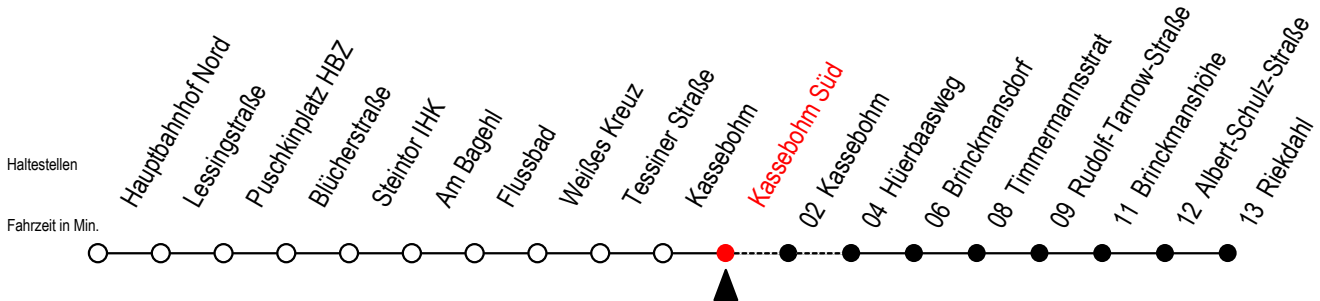 Haltestellen
Fahrzeit in Min.
Hauptbahnhof Nord
Lessingstraße
Puschkinplatz HBZ
Blücherstraße
Steintor IHK
Am Bagehl
Flussbad
Weißes Kreuz
Tessiner Straße
Kassebohm
Kassebohm Süd
02 Kassebohm
04 Hüerbaasweg
06 Brinckmansdorf
08 Timmermannsstrat
09 Rudolf-Tarnow-Straße
11 Brinckmanshöhe
12 Albert-Schulz-Straße
13 Riekdahl